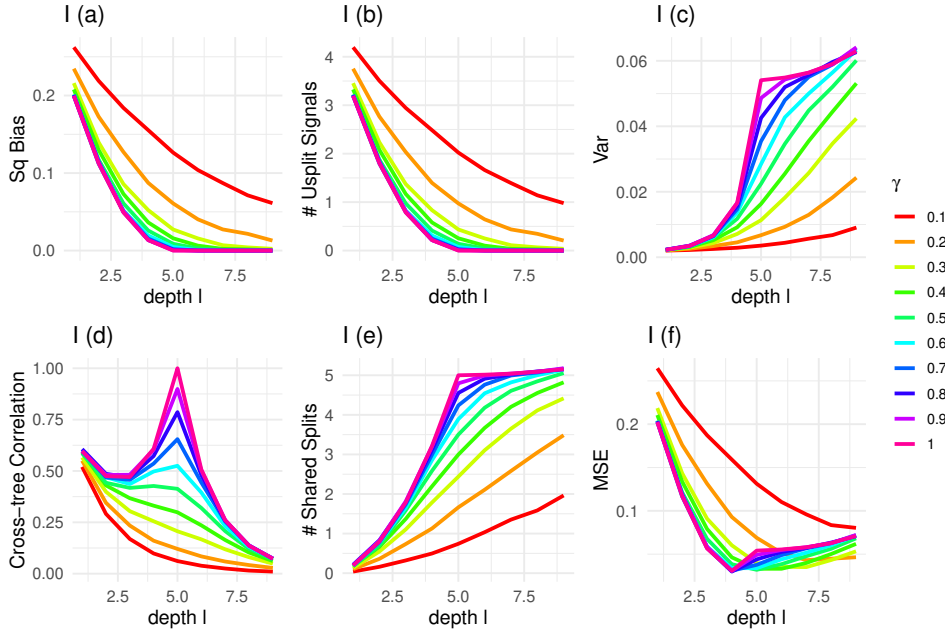 I (a)
Sq Bias
0.2
0.1
0.0
2.5 5.0 7.5
depth l
I (b)
# Usplit Signals
4
3
2
1
0
2.5 5.0 7.5
depth l
I (c)
Var
0.06
0.04
0.02
0.00
2.5 5.0 7.5
depth l
I (d)
Cross−tree Correlation
1.00
0.75
0.50
0.25
0.00
2.5 5.0 7.5
depth l
I (e)
# Shared Splits
5
4
3
2
1
0
2.5 5.0 7.5
depth l
I (f)
MSE
0.2
0.1
2.5 5.0 7.5
depth l
γ
0.1
0.2
0.3
0.4
0.5
0.6
0.7
0.8
0.9
1